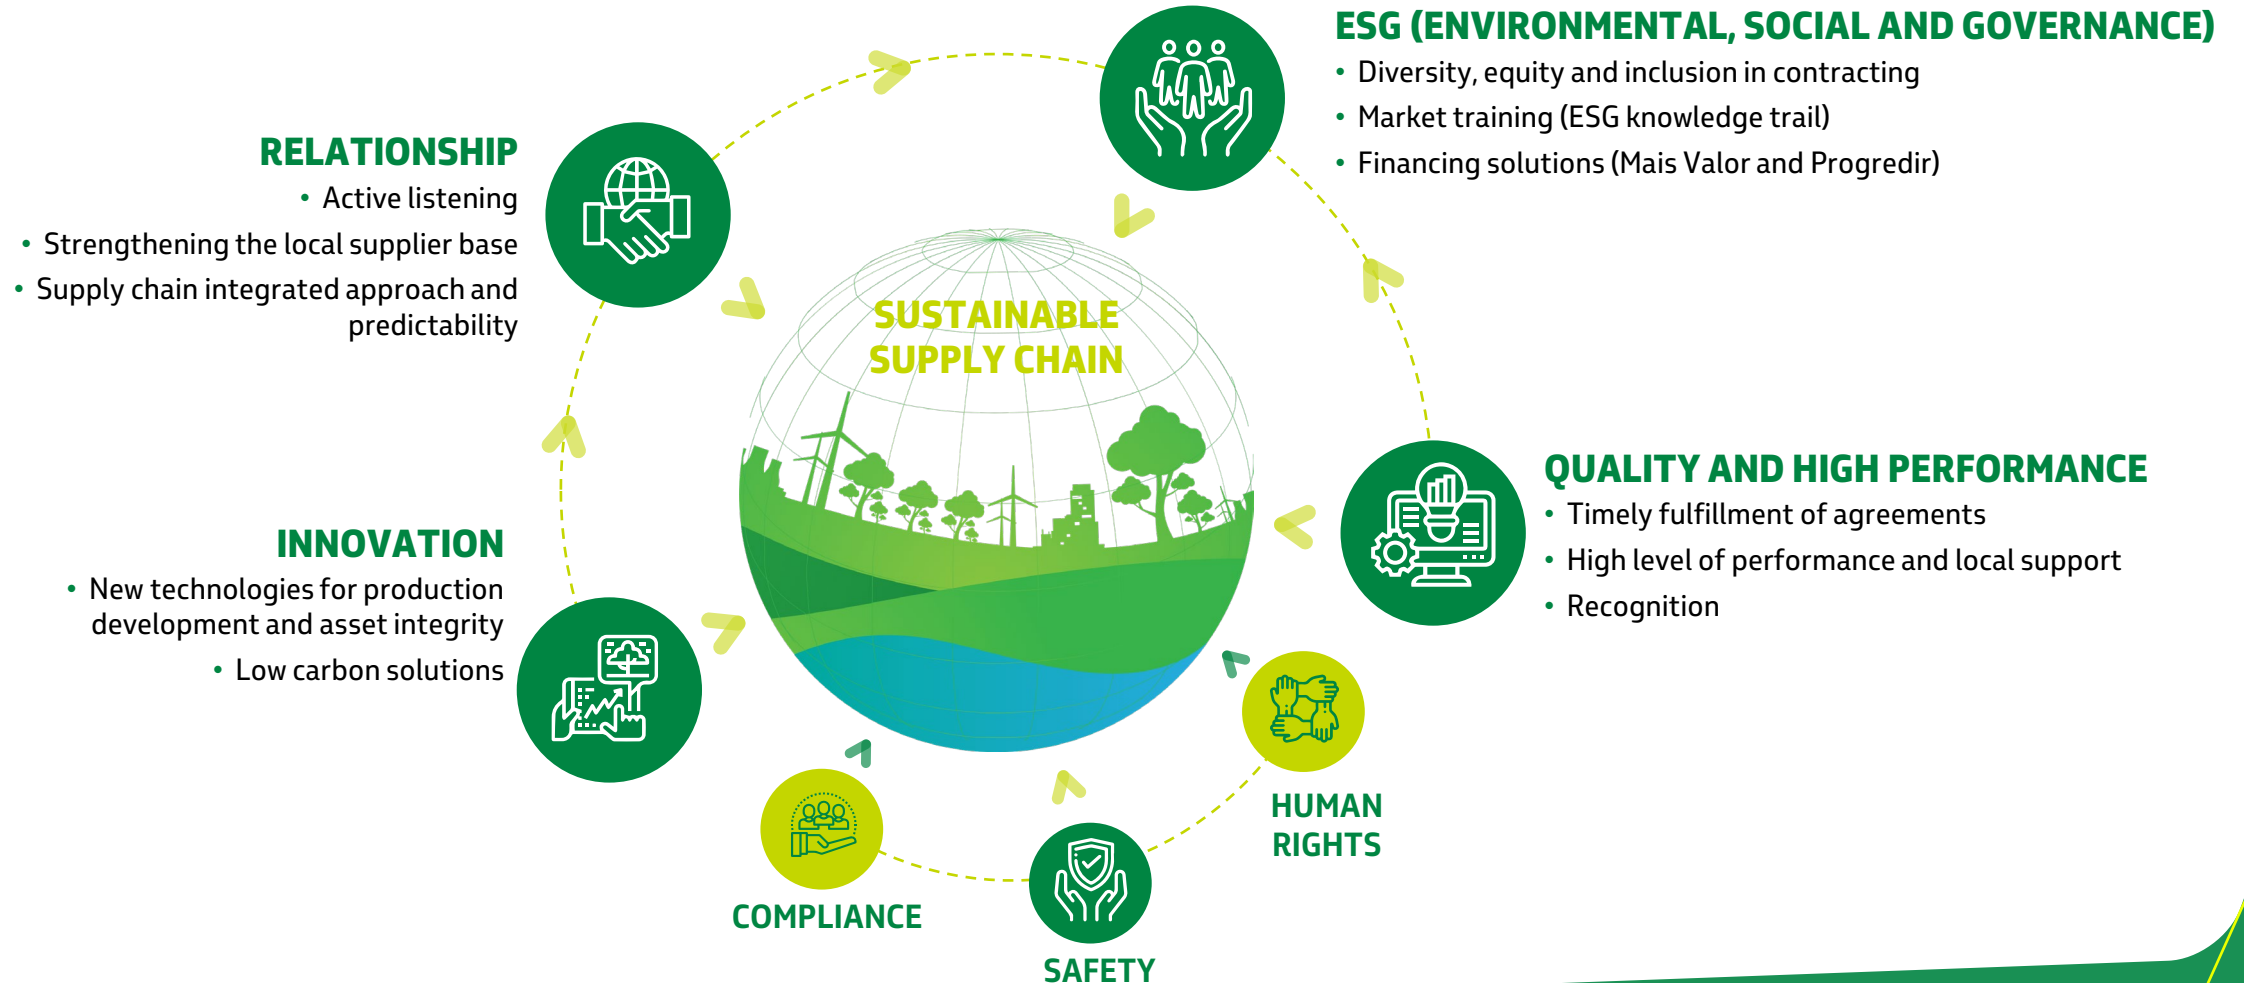 ESG (ENVIRONMENTAL, SOCIAL AND GOVERNANCE)
• Diversity, equity and inclusion in contracting
• Market training (ESG knowledge trail)
• Financing solutions (Mais Valor and Progredir)
RELATIONSHIP
• Active listening
• Strengthening the local supplier base
• Supply chain integrated approach and
predictability
SUSTAINABLE
SUPPLY CHAIN
QUALITY AND HIGH PERFORMANCE
• Timely fulfillment of agreements
• High level of performance and local support
• Recognition
INNOVATION
• New technologies for production
development and asset integrity
• Low carbon solutions
HUMAN
RIGHTS
COMPLIANCE
SAFETY